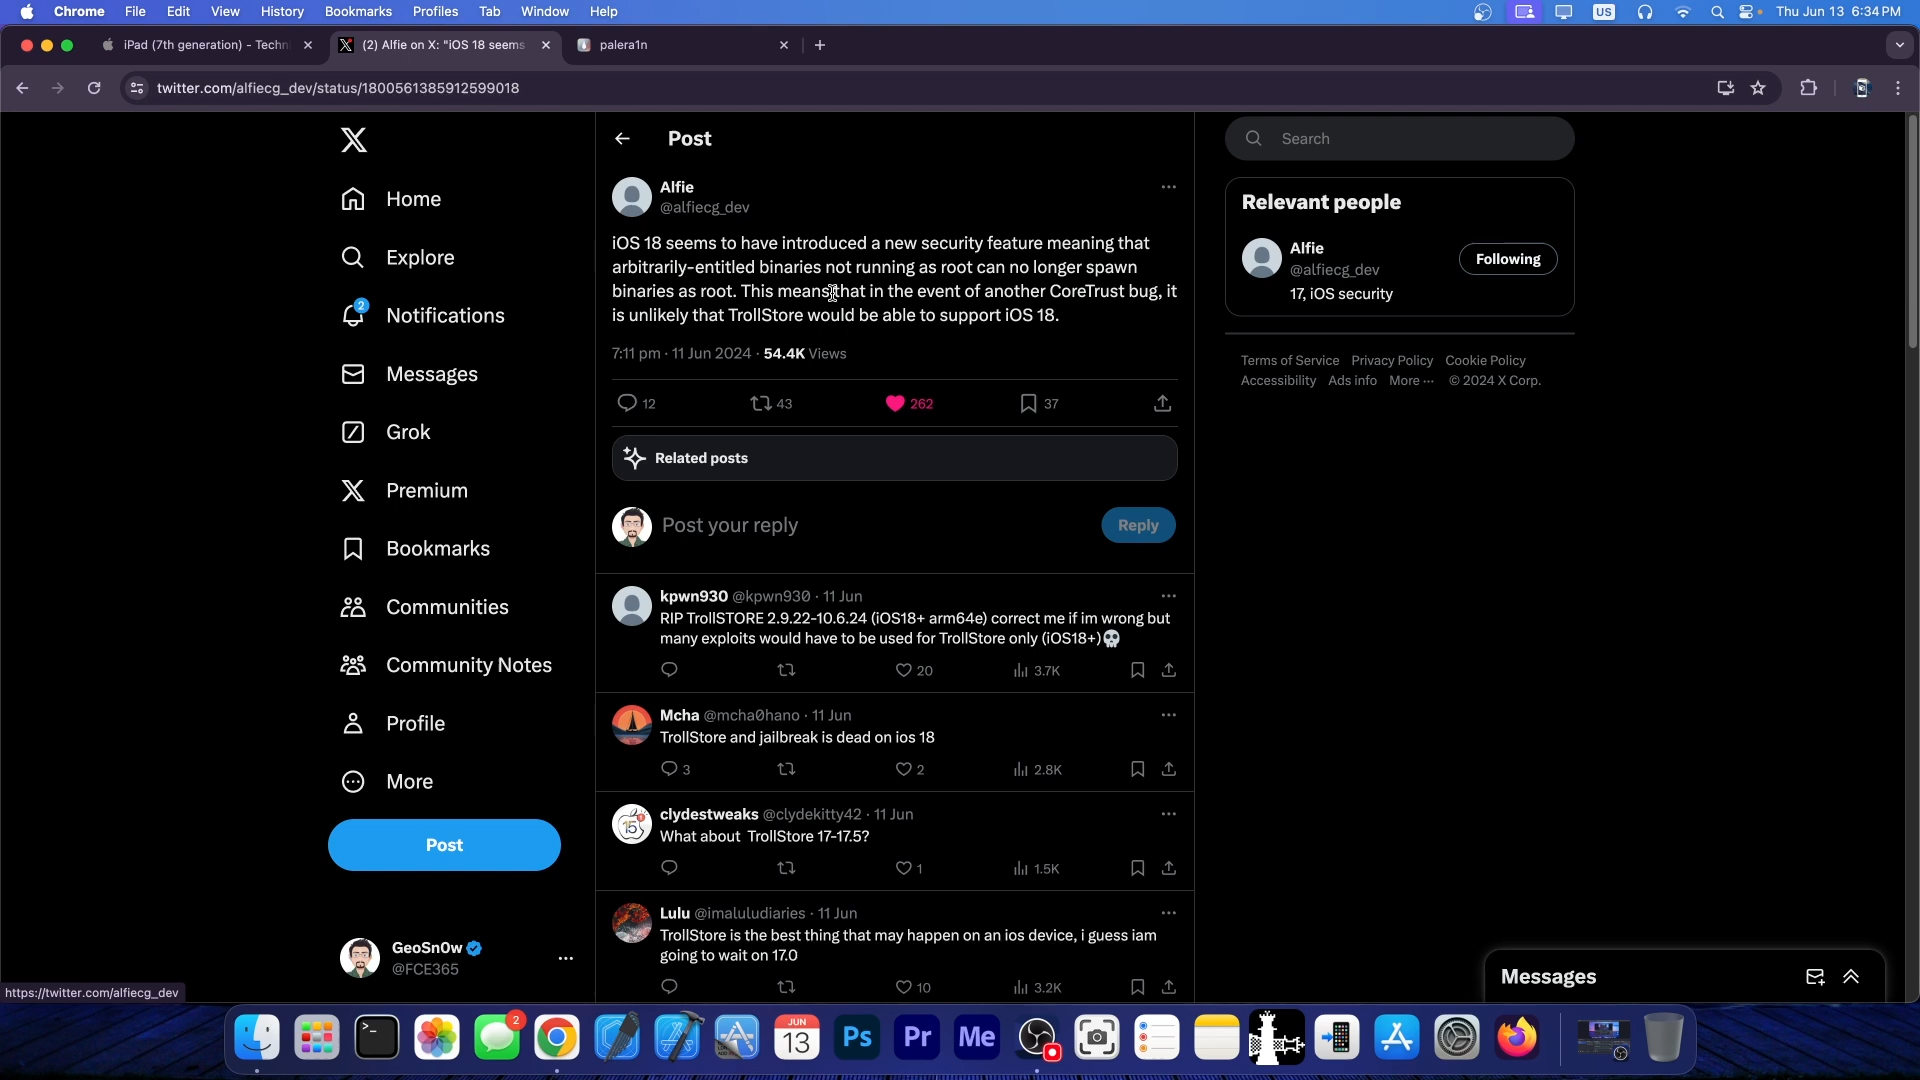 Chrome File Edit View History Bookmarks Profiles Tab Window Help US Thu Jun 13 6:34 PM
iPad (7th generation) - Techn (2) Alfie on X: "iOS 18 seems palera1n
twitter.com/alfiecg_dev/status/1800561385912599018
Home
Explore
2
Notifications
Messages
Grok
Premium
Bookmarks
Communities
Community Notes
Profile
More
Post
GeoSn0w
@FCE365
https://twitter.com/alfiecg_dev
Post
Alfie
@alfiecg_dev
iOS 18 seems to have introduced a new security feature meaning that
arbitrarily-entitled binaries not running as root can no longer spawn
binaries as root. This means that in the event of another CoreTrust bug, it
is unlikely that TrollStore would be able to support iOS 18.
7:11 pm · 11 Jun 2024 · 54.4K Views
12 43 262 37
Related posts
Post your reply
Reply
kpwn930 @kpwn930 · 11 Jun
RIP TrollSTORE 2.9.22-10.6.24 (iOS18+ arm64e) correct me if im wrong but
many exploits would have to be used for TrollStore only (iOS18+)💀
20 3.7K
Mcha @mcha0hano · 11 Jun
TrollStore and jailbreak is dead on ios 18
3 2 2.8K
clydestweaks @clydekitty42 · 11 Jun
What about TrollStore 17-17.5?
1 1.5K
Lulu @imaluludiaries · 11 Jun
TrollStore is the best thing that may happen on an ios device, i guess iam
going to wait on 17.0
10 3.2K
Search
Relevant people
Alfie
@alfiecg_dev
Following
17, iOS security
Terms of Service Privacy Policy Cookie Policy
Accessibility Ads info More ··· © 2024 X Corp.
Messages
2
JUN
13
Ps Pr Me